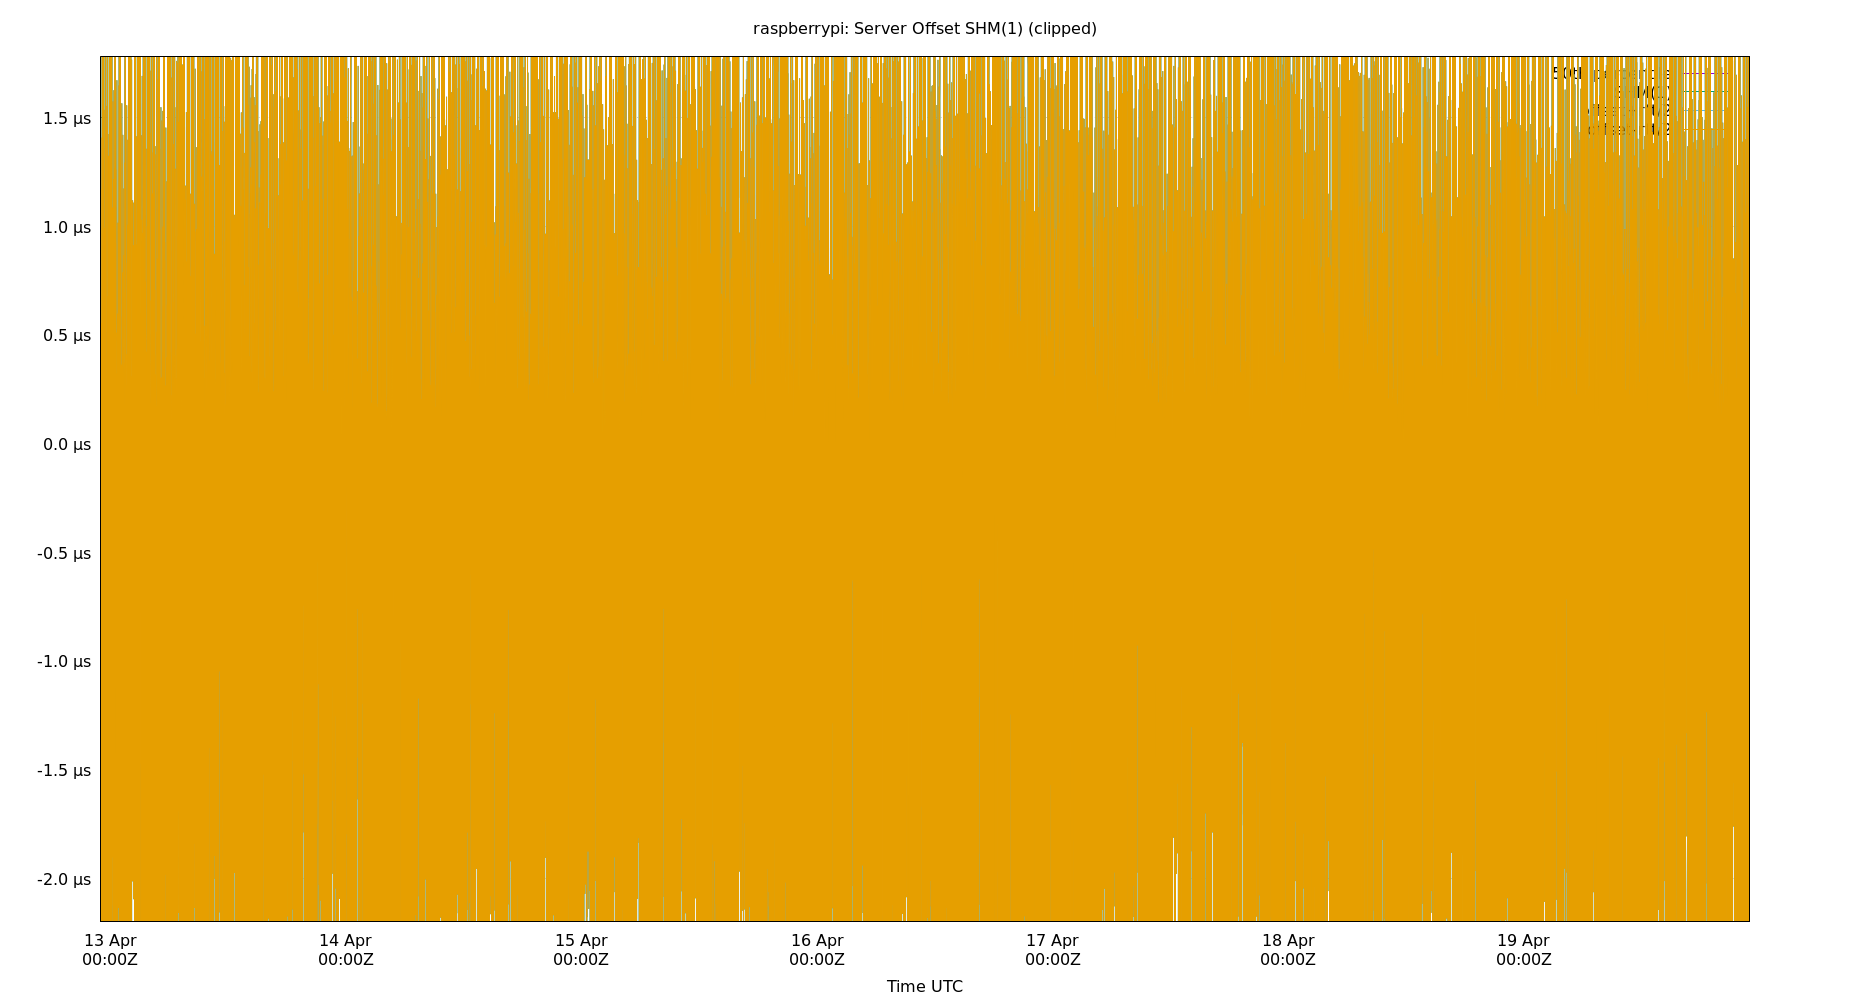 raspberrypi: Server Offset SHM(1) (clipped)
1.5 µs
1.0 µs
0.5 µs
0.0 µs
-0.5 µs
-1.0 µs
-1.5 µs
-2.0 µs
13 Apr
00:00Z
14 Apr
00:00Z
15 Apr
00:00Z
16 Apr
00:00Z
17 Apr
00:00Z
18 Apr
00:00Z
19 Apr
00:00Z
Time UTC